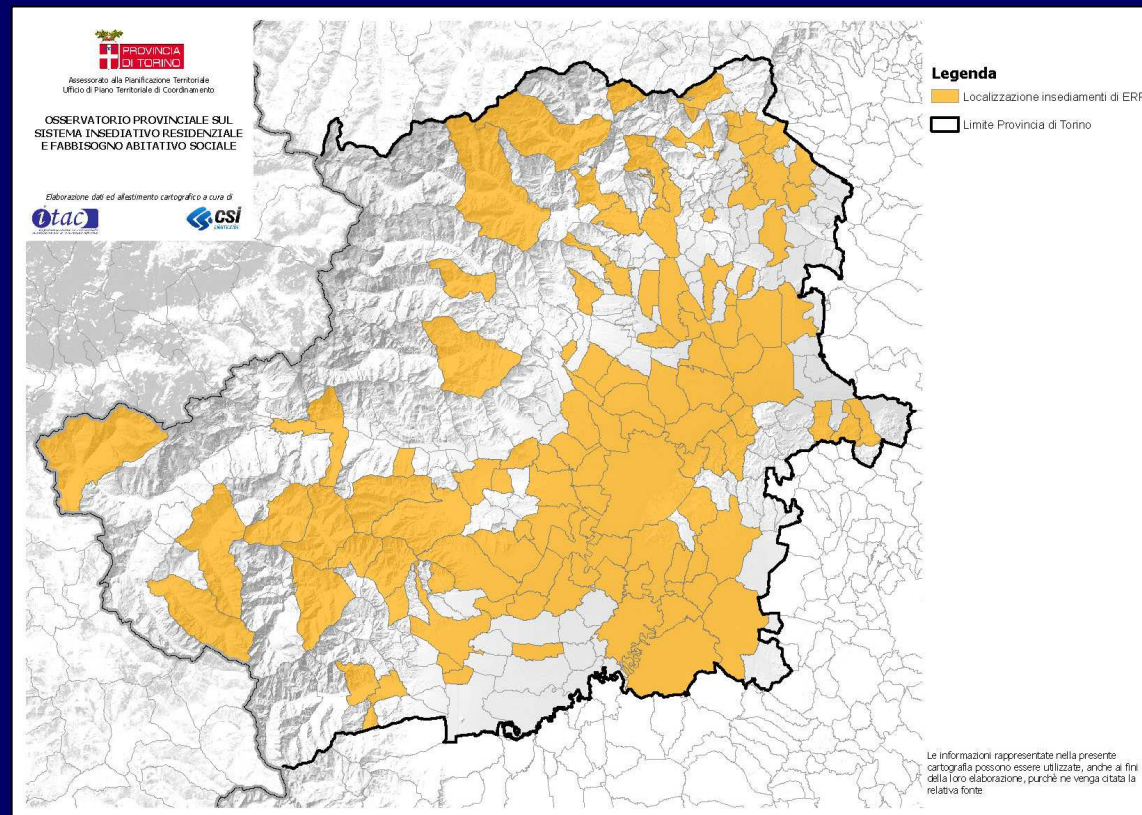 PROVINCIA
DI TORINO
Assessorato alla Pianificazione Territoriale
Ufficio di Piano Territoriale di Coordinamento
OSSERVATORIO PROVINCIALE SUL
SISTEMA INSEDIATIVO RESIDENZIALE
E FABBISOGNO ABITATIVO SOCIALE
Elaborazione dati ed allestimento cartografico a cura di
itac
CSI
Legenda
Localizzazione insediamenti di ERP
Limite Provincia di Torino
Le informazioni rappresentate nella presente
cartografia possono essere utilizzate, anche ai fini
della loro elaborazione, purchè ne venga citata la
relativa fonte